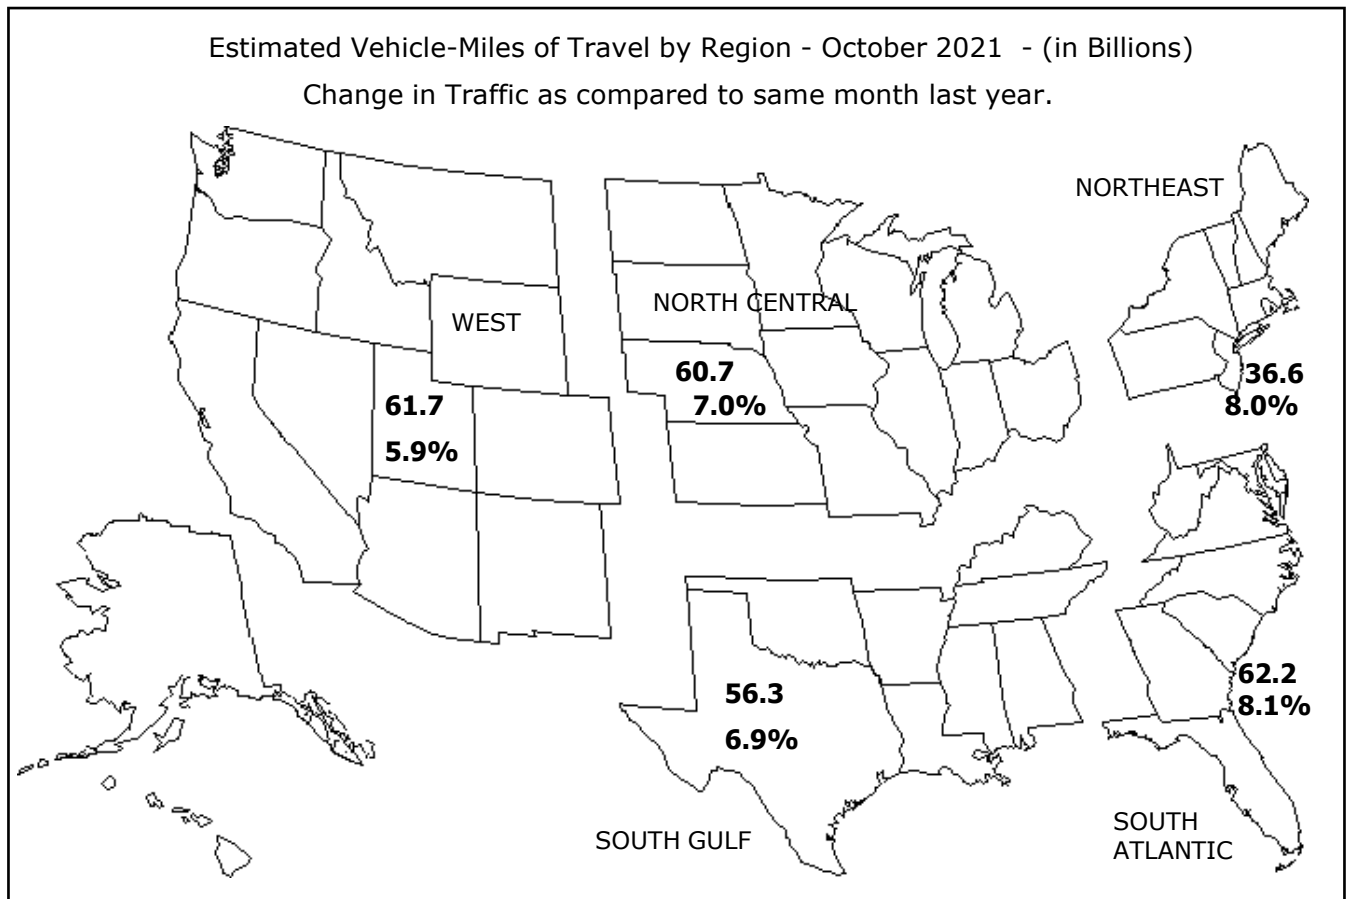 Estimated Vehicle-Miles of Travel by Region - October 2021 - (in Billions)
Change in Traffic as compared to same month last year.
NORTHEAST
36.6
8.0%
NORTH CENTRAL
60.7
7.0%
WEST
61.7
5.9%
62.2
8.1%
SOUTH
ATLANTIC
56.3
6.9%
SOUTH GULF